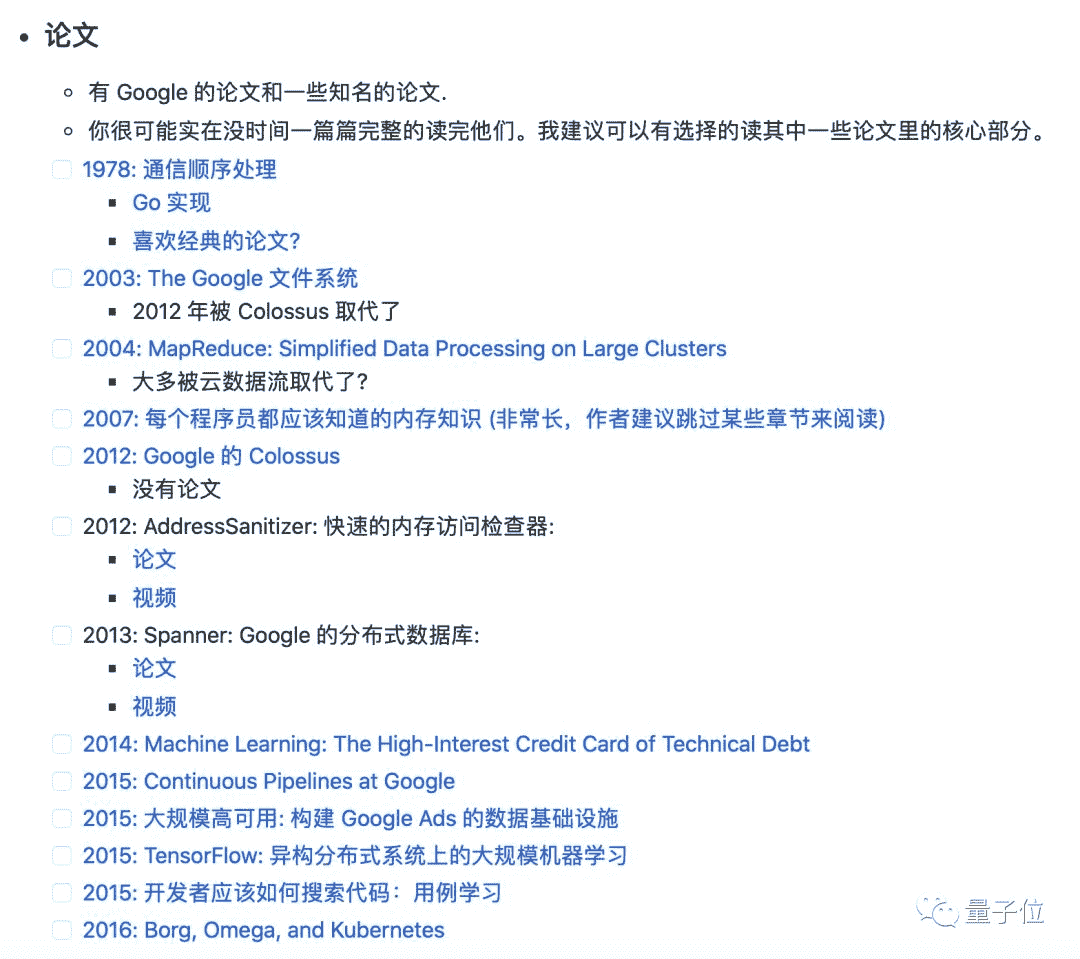 论文
有 Google 的论文和一些知名的论文.
你很可能实在没时间一篇篇完整的读完他们。我建议可以有选择的读其中一些论文里的核心部分。
1978: 通信顺序处理
Go 实现
喜欢经典的论文?
2003: The Google 文件系统
2012 年被 Colossus 取代了
2004: MapReduce: Simplified Data Processing on Large Clusters
大多被云数据流取代了?
2007: 每个程序员都应该知道的内存知识 (非常长，作者建议跳过某些章节来阅读)
2012: Google 的 Colossus
没有论文
2012: AddressSanitizer: 快速的内存访问检查器:
论文
视频
2013: Spanner: Google 的分布式数据库:
论文
视频
2014: Machine Learning: The High-Interest Credit Card of Technical Debt
2015: Continuous Pipelines at Google
2015: 大规模高可用: 构建 Google Ads 的数据基础设施
2015: TensorFlow: 异构分布式系统上的大规模机器学习
2015: 开发者应该如何搜索代码：用例学习
2016: Borg, Omega, and Kubernetes
量子位